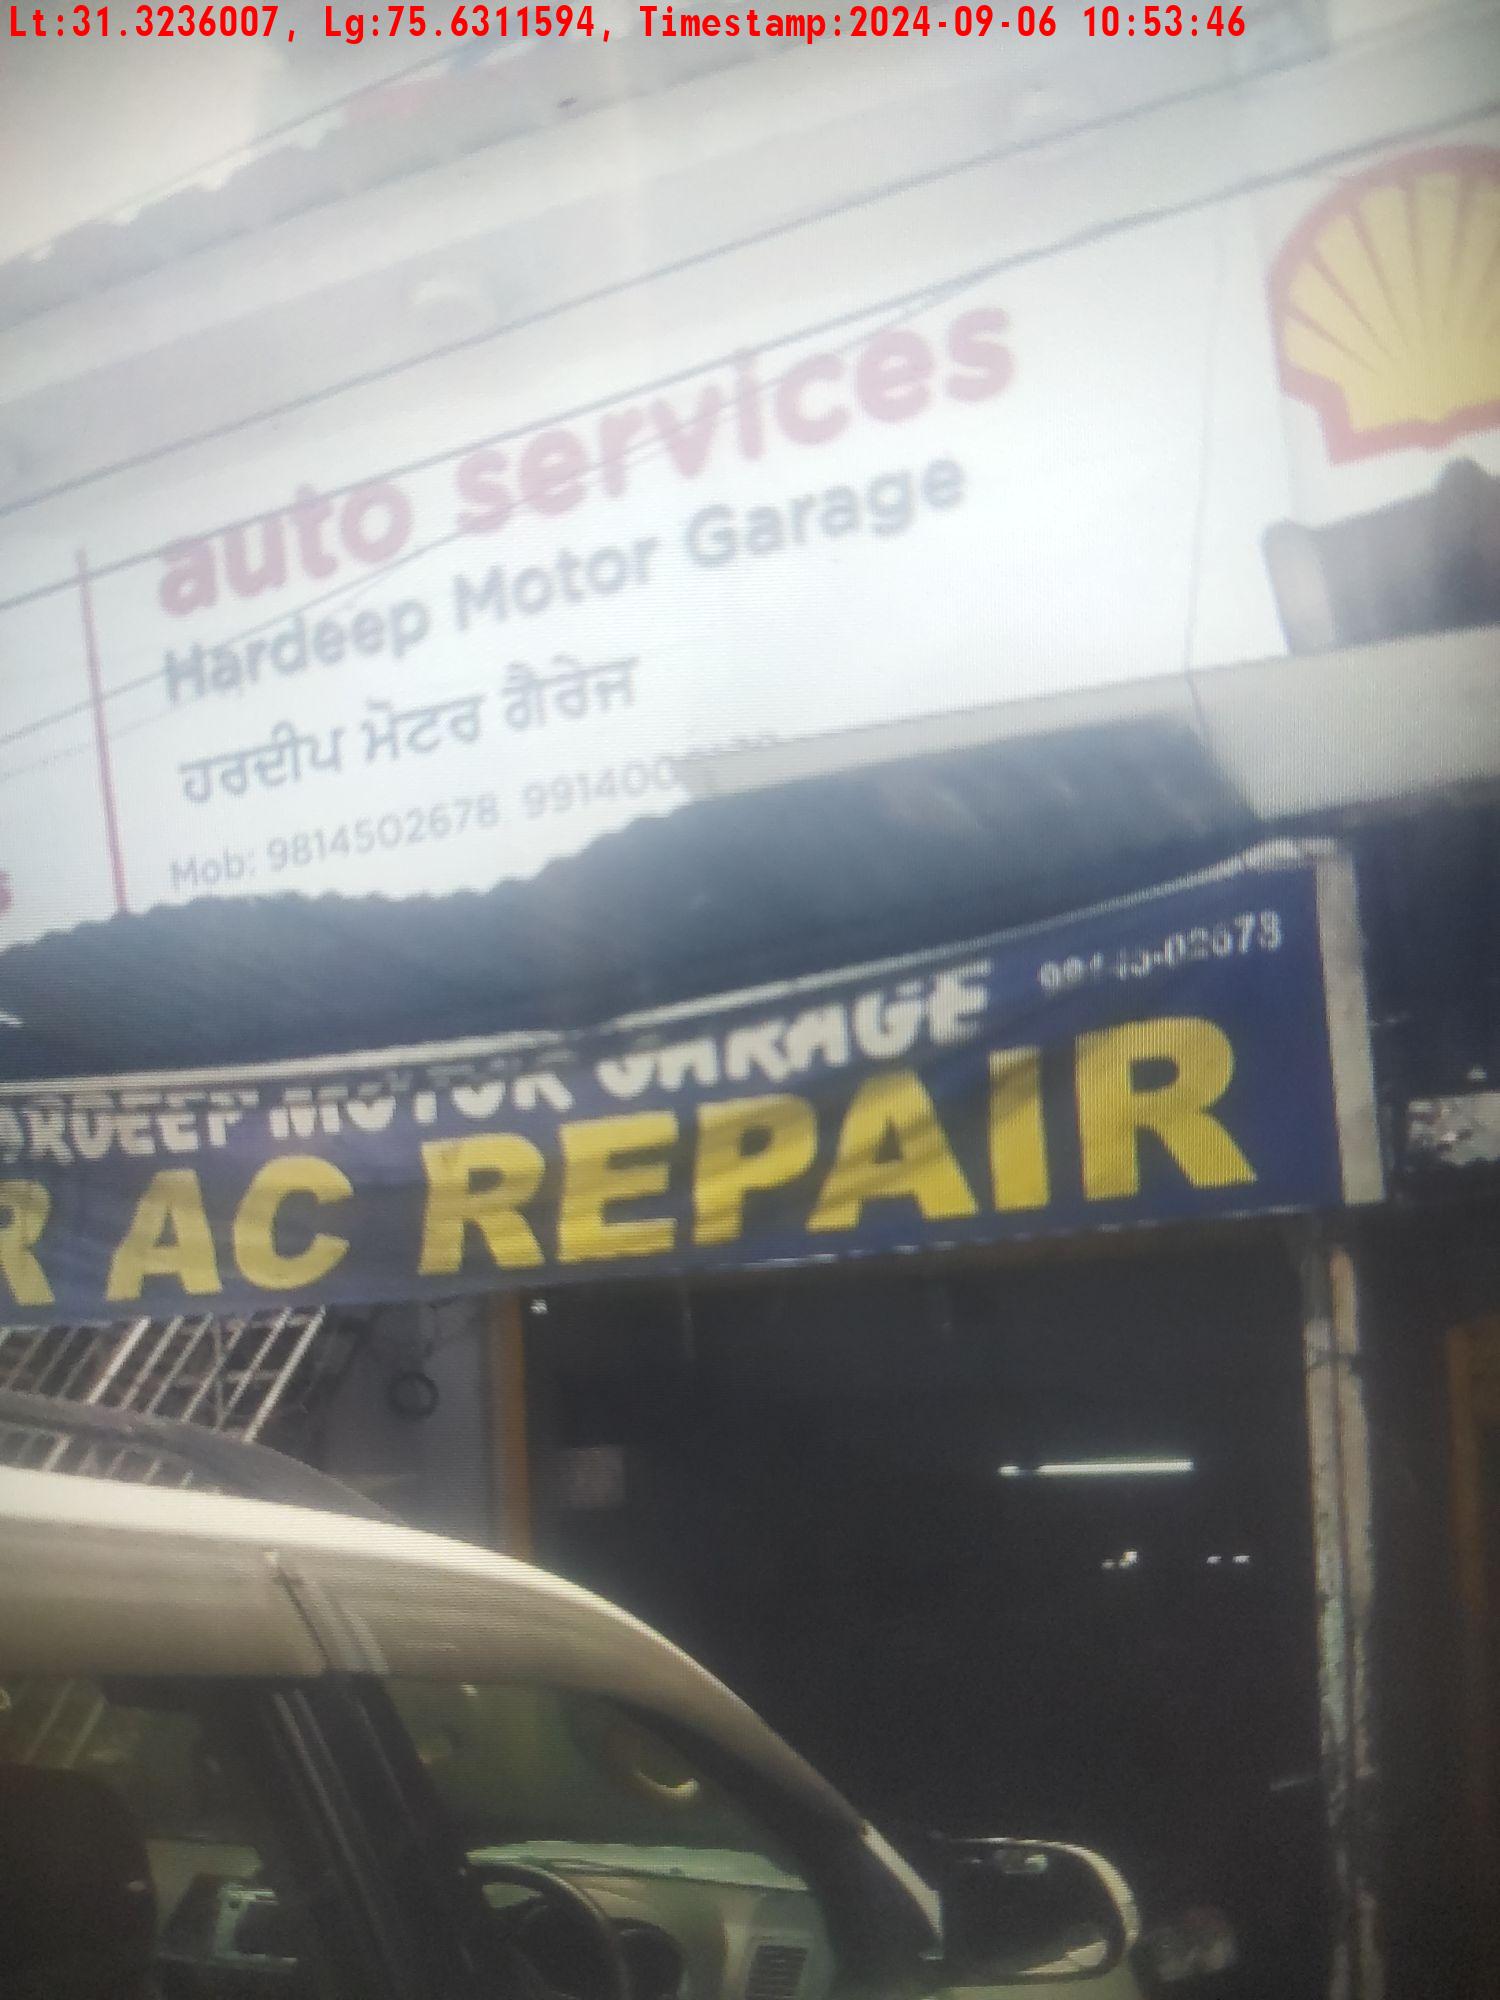 Lt:31.3236007, Lg:75.6311594, Timestamp:2024-09-06 10:53:46
auto services
Hardeep Motor Garage
ਹਰਦੀਪ ਮੋਟਰ ਗੈਰੇਜ
Mob: 9814502678
MOTOR GARAGE
AC REPAIR